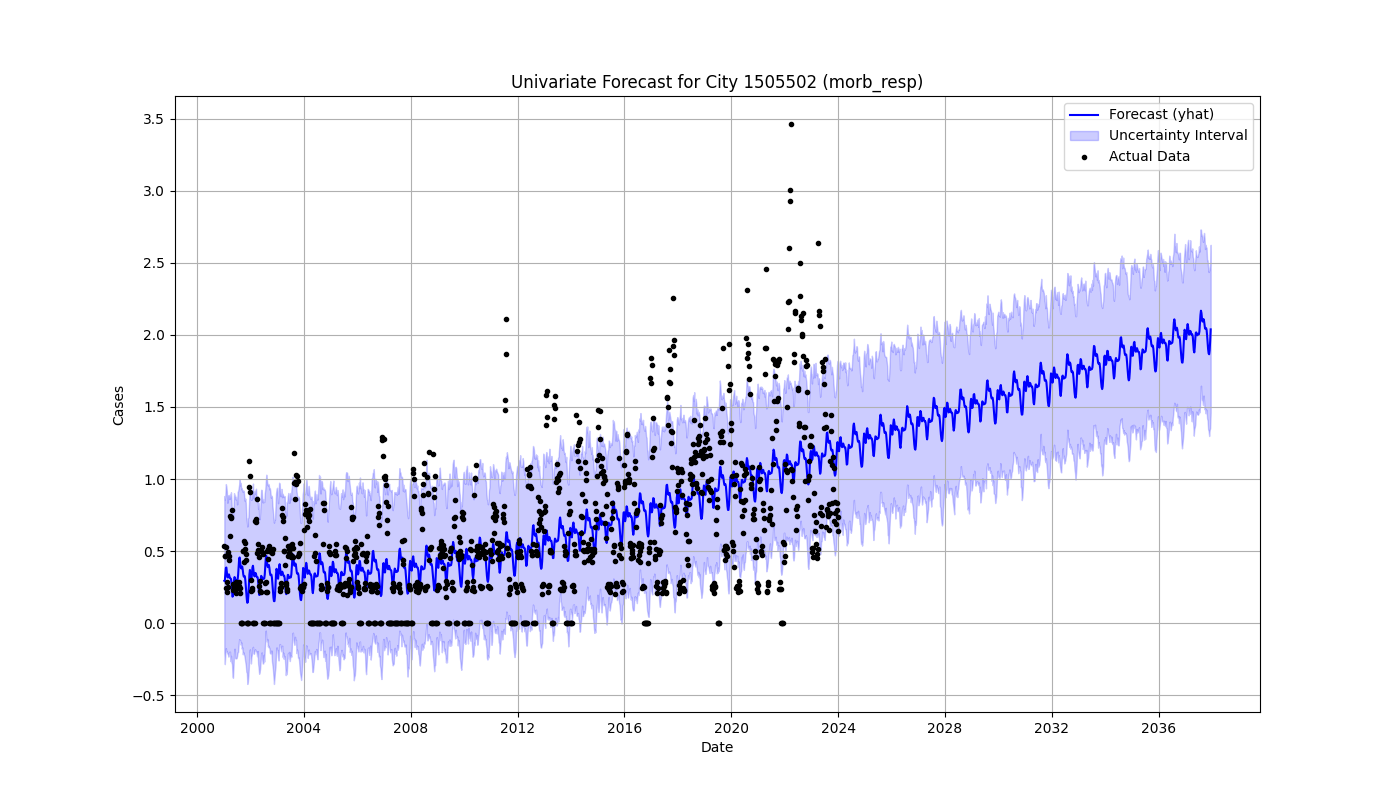 Univariate Forecast for City 1505502 (morb_resp)
Forecast (yhat)
Uncertainty Interval
Actual Data
Cases
3.5
3.0
2.5
2.0
1.5
1.0
0.5
0.0
−0.5
2000 2004 2008 2012 2016 2020 2024 2028 2032 2036
Date